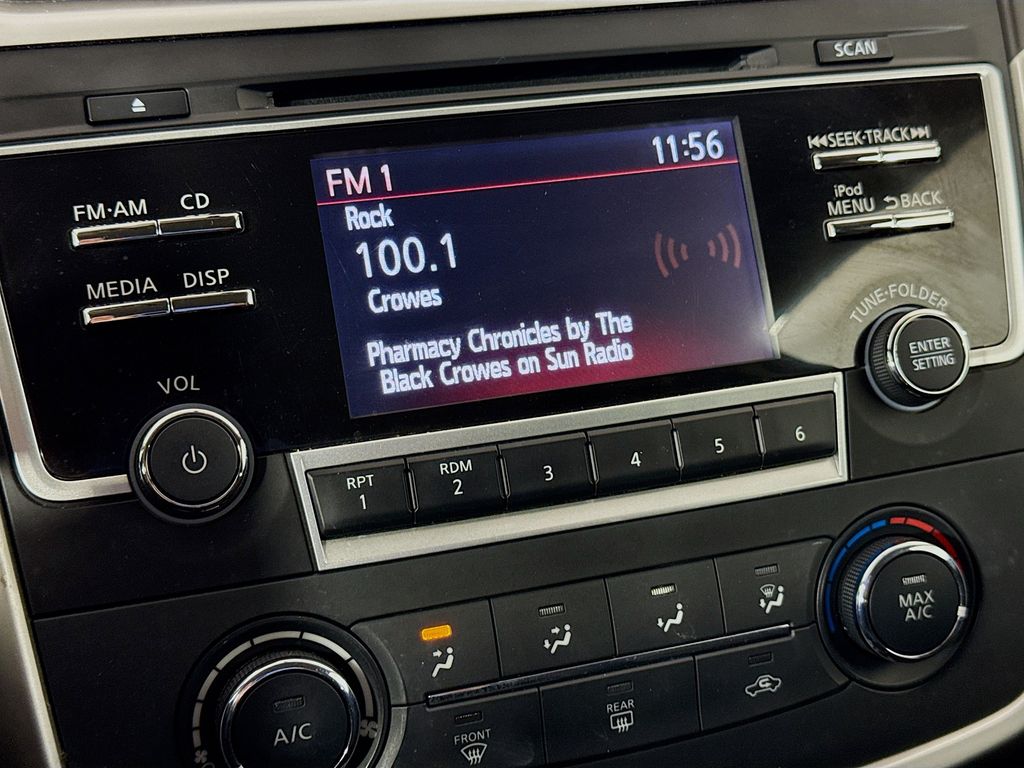 SCAN
SEEK·TRACK
FM·AM CD
iPod
MENU BACK
MEDIA DISP
FM 1 11:56
Rock
100.1
Crowes
Pharmacy Chronicles by The
Black Crowes on Sun Radio
TUNE·FOLDER
ENTER
SETTING
VOL
RPT
1
RDM
2
3
4
5
6
MAX
A/C
A/C
FRONT
REAR